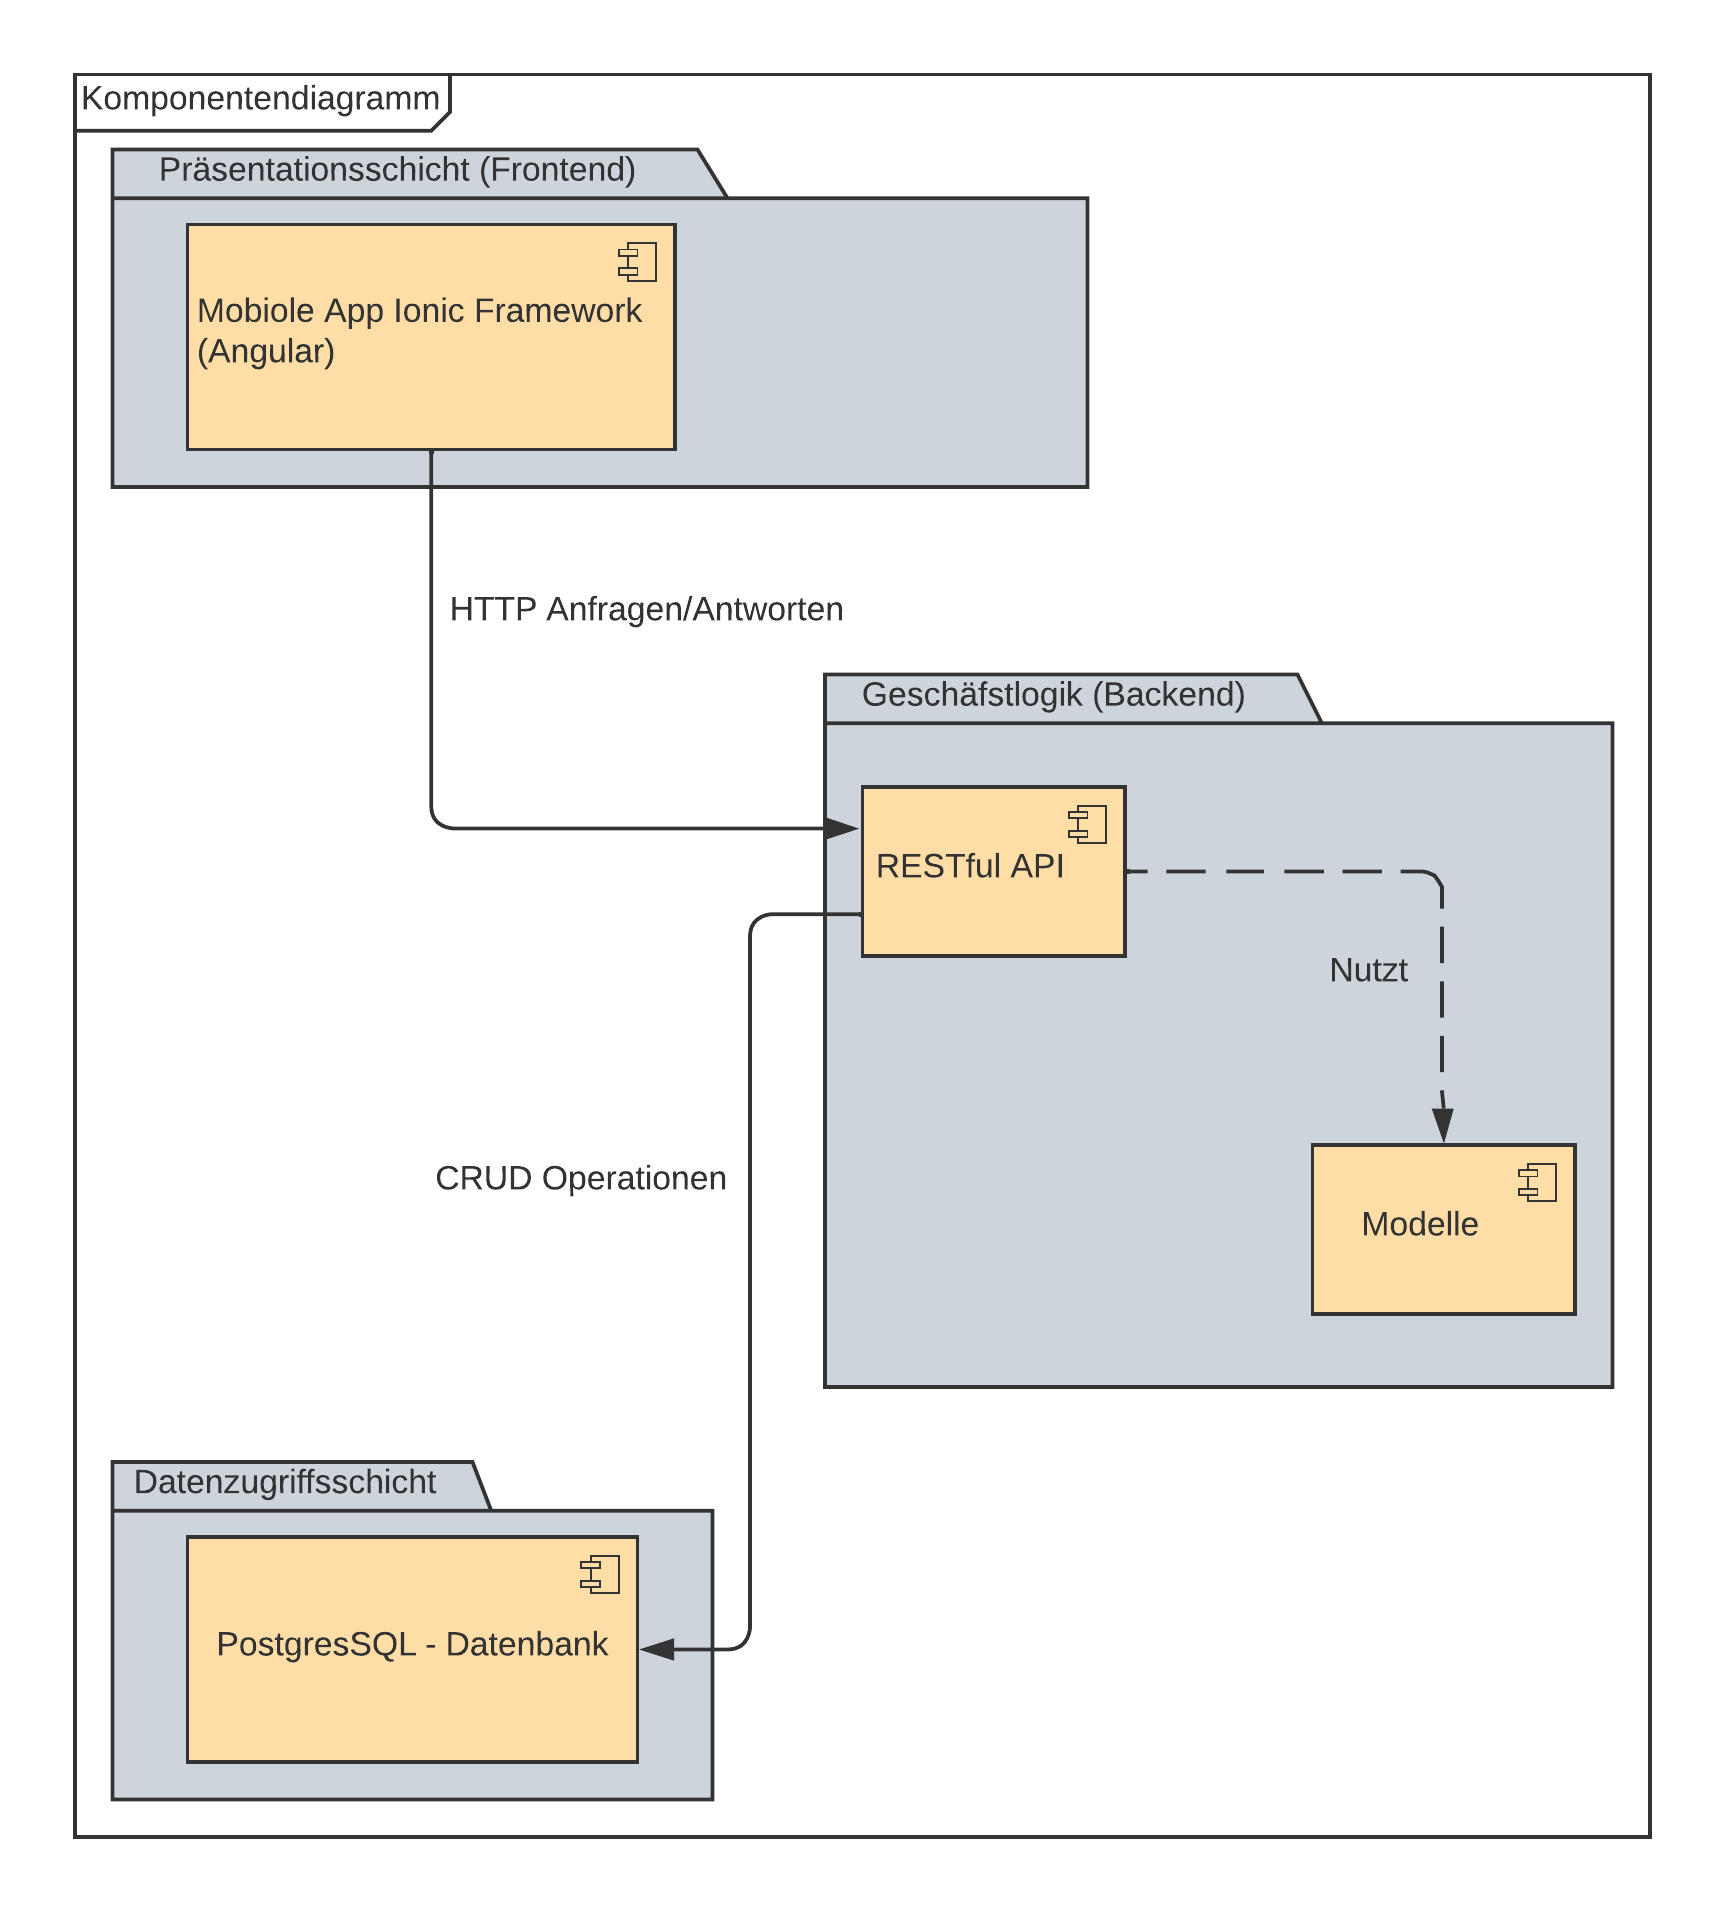 Komponentendiagramm
Präsentationsschicht (Frontend)
Mobiole App Ionic Framework
(Angular)
HTTP Anfragen/Antworten
Geschäfstlogik (Backend)
RESTful API
Nutzt
CRUD Operationen
Modelle
Datenzugriffsschicht
PostgresSQL - Datenbank